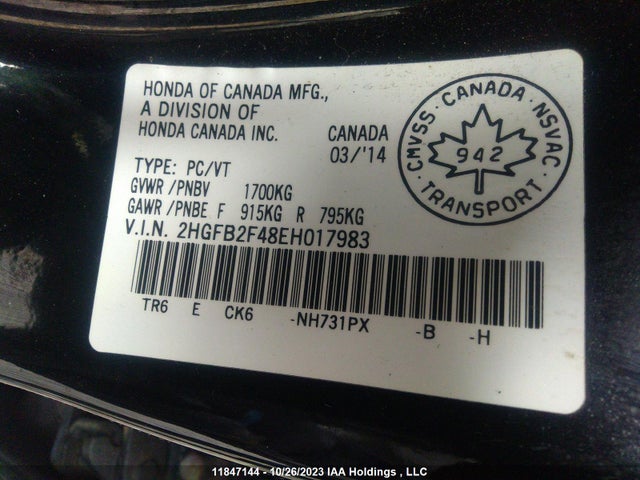 HONDA OF CANADA MFG.,
A DIVISION OF
HONDA CANADA INC.
CANADA
03/'14
TYPE: PC/VT
GVWR /PNBV 1700KG
GAWR /PNBE F 915KG R 795KG
V.I.N. 2HGFB2F48EH017983
TR6 E CK6 -NH731PX -B -H
CMVSS · CANADA · NSVAC
942
· TRANSPORT ·
11847144 - 10/26/2023 IAA Holdings , LLC